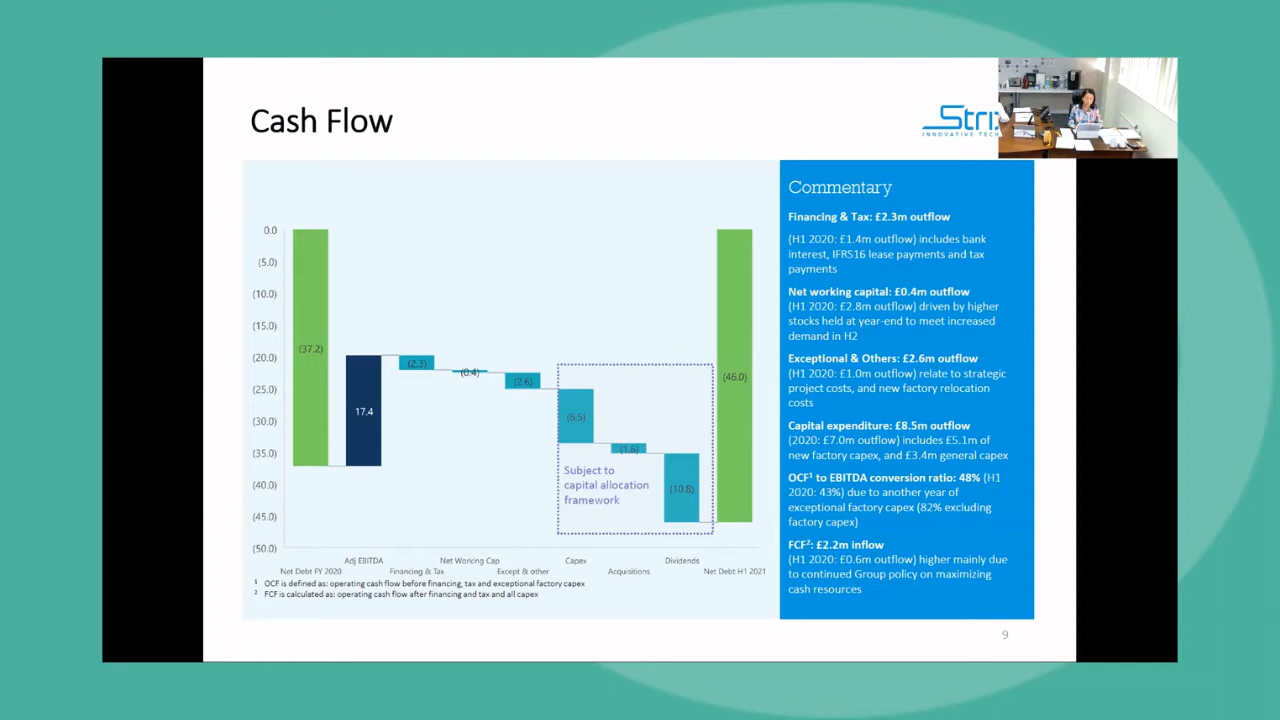 Cash Flow
INNOVATIVE TECH
Commentary
Financing & Tax: £2.3m outflow
(H1 2020: £1.4m outflow) includes bank
interest, IFRS16 lease payments and tax
payments
Net working capital: £0.4m outflow
(H1 2020: £2.8m outflow) driven by higher
stocks held at year-end to meet increased
demand in H2
Exceptional & Others: £2.6m outflow
(H1 2020: £1.0m outflow) relate to strategic
project costs, and new factory relocation
costs
Capital expenditure: £8.5m outflow
(2020: £7.0m outflow) includes £5.1m of
new factory capex, and £3.4m general capex
OCF¹ to EBITDA conversion ratio: 48% (H1
2020: 43%) due to another year of
exceptional factory capex (82% excluding
factory capex)
FCF²: £2.2m inflow
(H1 2020: £0.6m outflow) higher mainly due
to continued Group policy on maximizing
cash resources
0.0
(5.0)
(10.0)
(15.0)
(20.0)
(25.0)
(30.0)
(35.0)
(40.0)
(45.0)
(50.0)
(37.2)
17.4
(2.3)
(0.4)
(2.6)
(8.5)
(1.6)
(10.8)
(46.0)
Subject to
capital allocation
framework
Adj EBITDA Net Working Cap Capex Dividends
Net Debt FY 2020 Financing & Tax Except & other Acquisitions Net Debt H1 2021
¹ OCF is defined as: operating cash flow before financing, tax and exceptional factory capex
² FCF is calculated as: operating cash flow after financing and tax and all capex
9